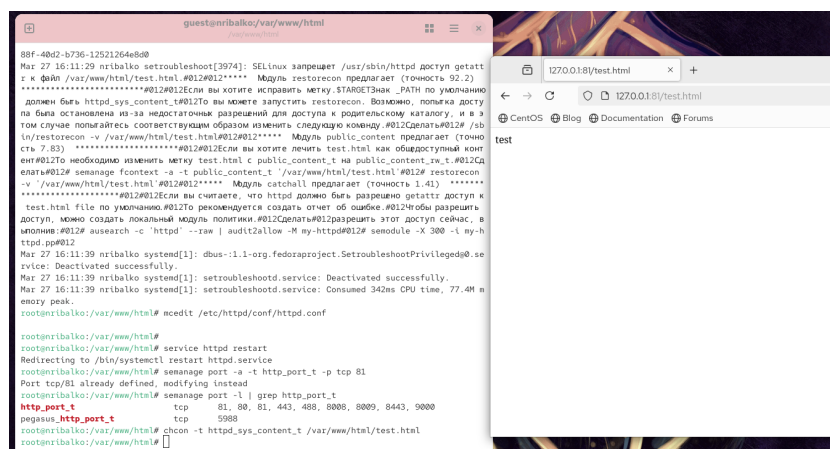 guest@nribalko:/var/www/html
/var/www/html
88f-40d2-b736-12521264e8d0
Mar 27 16:11:29 nribalko setroubleshoot[3974]: SELinux запрещает /usr/sbin/httpd доступ getatt
r к файл /var/www/html/test.html.#012#012***** Модуль restorecon предлагает (точность 92.2)
************************#012#012Если вы хотите исправить метку.$TARGETЗнак _PATH по умолчанию
должен быть httpd_sys_content_t#012То вы можете запустить restorecon. Возможно, попытка досту
па была остановлена из-за недостаточных разрешений для доступа к родительскому каталогу, и в э
том случае попытайтесь соответствующим образом изменить следующую команду.#012Сделать#012# /sb
in/restorecon -v /var/www/html/test.html#012#012***** Модуль public_content предлагает (точно
сть 7.83) ********************#012#012Если вы хотите лечить test.html как общедоступный конт
ент#012То необходимо изменить метку test.html с public_content_t на public_content_rw_t.#012Сд
елать#012# semanage fcontext -a -t public_content_t '/var/www/html/test.html'#012# restorecon
-v '/var/www/html/test.html'#012#012***** Модуль catchall предлагает (точность 1.41) *******
*******************#012#012Если вы считаете, что httpd должно быть разрешено getattr доступ к
test.html file по умолчанию.#012То рекомендуется создать отчет об ошибке.#012Чтобы разрешить
доступ, можно создать локальный модуль политики.#012Сделать#012разрешить этот доступ сейчас, в
ыполнив:#012# ausearch -c 'httpd' --raw | audit2allow -M my-httpd#012# semodule -X 300 -i my-h
ttpd.pp#012
Mar 27 16:11:39 nribalko systemd[1]: dbus-:1.1-org.fedoraproject.SetroubleshootPrivileged@0.se
rvice: Deactivated successfully.
Mar 27 16:11:39 nribalko systemd[1]: setroubleshootd.service: Deactivated successfully.
Mar 27 16:11:39 nribalko systemd[1]: setroubleshootd.service: Consumed 342ms CPU time, 77.4M m
emory peak.
root@nribalko:/var/www/html# mcedit /etc/httpd/conf/httpd.conf
root@nribalko:/var/www/html#
root@nribalko:/var/www/html# service httpd restart
Redirecting to /bin/systemctl restart httpd.service
root@nribalko:/var/www/html# semanage port -a -t http_port_t -p tcp 81
Port tcp/81 already defined, modifying instead
root@nribalko:/var/www/html# semanage port -l | grep http_port_t
http_port_t tcp 81, 80, 81, 443, 488, 8008, 8009, 8443, 9000
pegasus_http_port_t tcp 5988
root@nribalko:/var/www/html# chcon -t httpd_sys_content_t /var/www/html/test.html
root@nribalko:/var/www/html#
127.0.0.1:81/test.html
127.0.0.1:81/test.html
CentOS Blog Documentation Forums
test